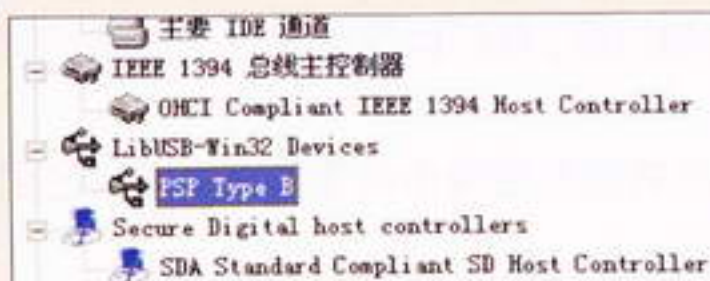 主要 IDE 通道
IEEE 1394 总线主控制器
OHCI Compliant IEEE 1394 Host Controller
LibUSB-Win32 Devices
PSP Type B
Secure Digital host controllers
SDA Standard Compliant SD Host Controller